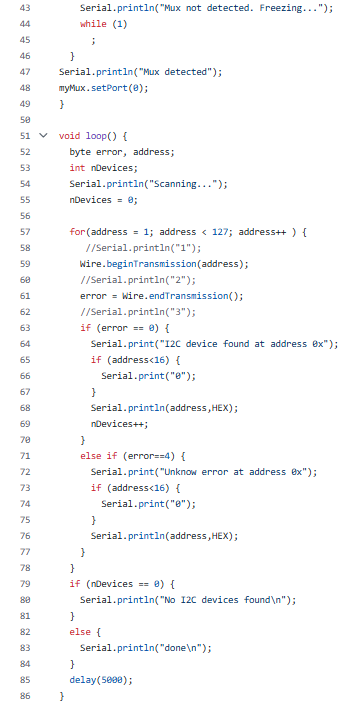 43 Serial.println("Mux not detected. Freezing...");
44 while (1)
45 ;
46 }
47 Serial.println("Mux detected");
48 myMux.setPort(0);
49 }
50
51 void loop() {
52 byte error, address;
53 int nDevices;
54 Serial.println("Scanning...");
55 nDevices = 0;
56
57 for(address = 1; address < 127; address++ ) {
58 //Serial.println("1");
59 Wire.beginTransmission(address);
60 //Serial.println("2");
61 error = Wire.endTransmission();
62 //Serial.println("3");
63 if (error == 0) {
64 Serial.print("I2C device found at address 0x");
65 if (address<16) {
66 Serial.print("0");
67 }
68 Serial.println(address,HEX);
69 nDevices++;
70 }
71 else if (error==4) {
72 Serial.print("Unknow error at address 0x");
73 if (address<16) {
74 Serial.print("0");
75 }
76 Serial.println(address,HEX);
77 }
78 }
79 if (nDevices == 0) {
80 Serial.println("No I2C devices found\n");
81 }
82 else {
83 Serial.println("done\n");
84 }
85 delay(5000);
86 }